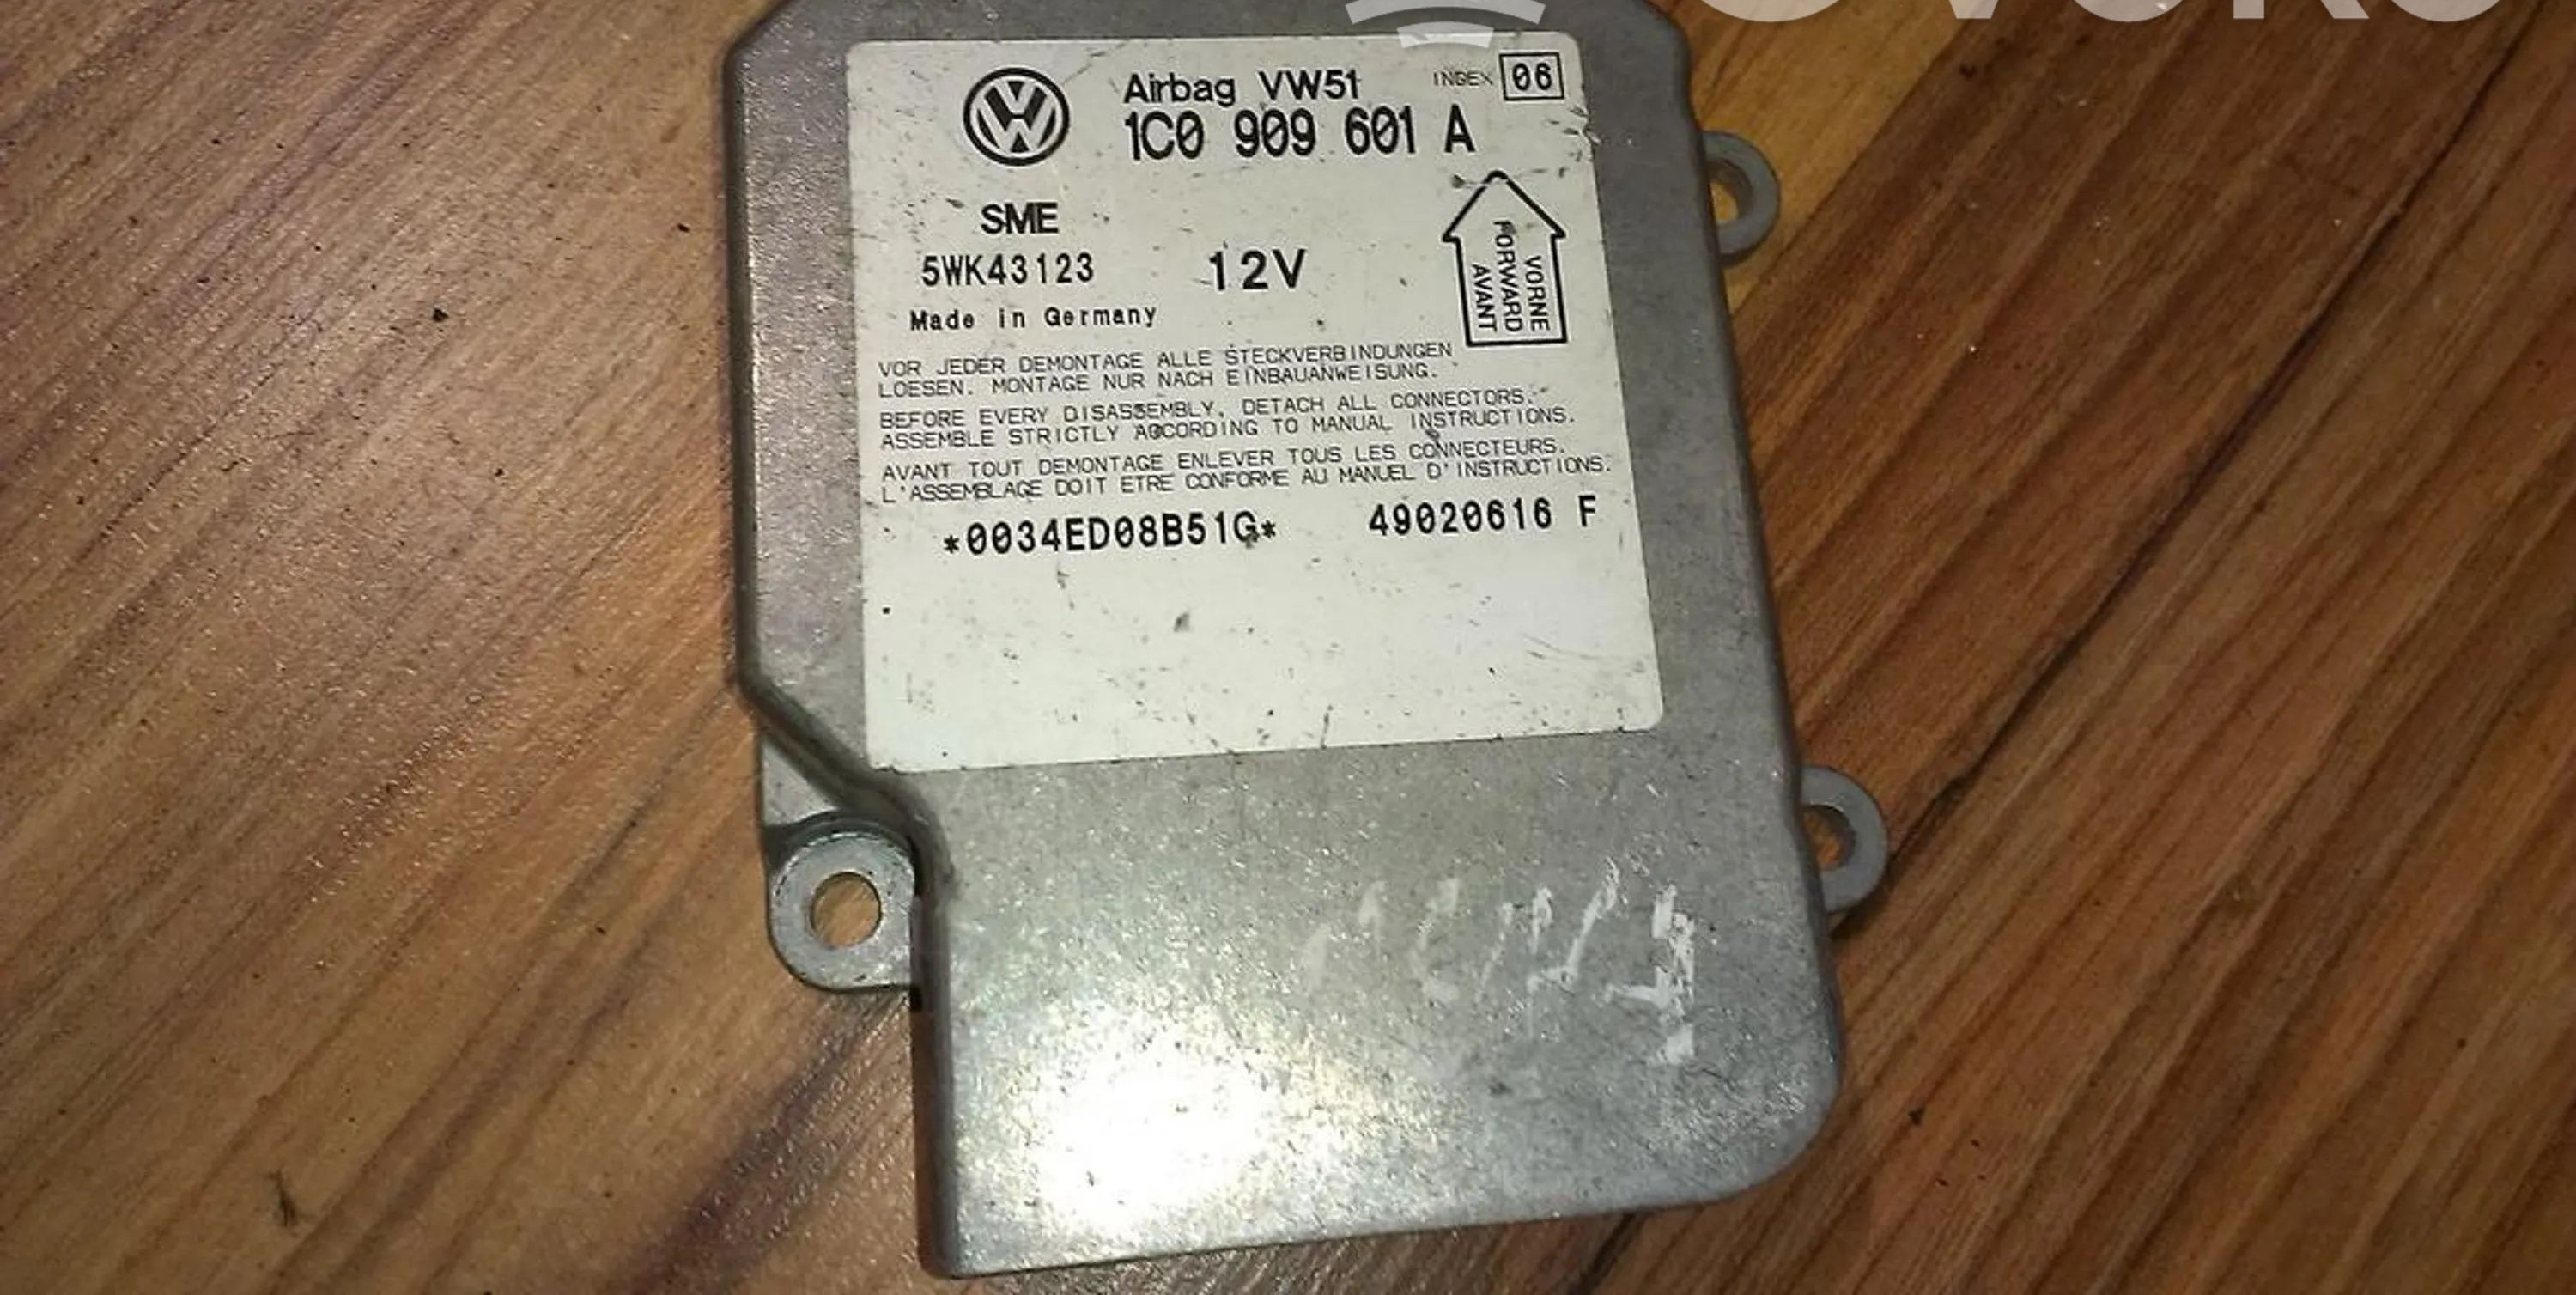 Airbag VW51
INDEX 06
1C0 909 601 A
SME
5WK43123
12V
VORNE
FORWARD
AVANT
Made in Germany
VOR JEDER DEMONTAGE ALLE STECKVERBINDUNGEN
LOESEN. MONTAGE NUR NACH EINBAUANWEISUNG.
BEFORE EVERY DISASSEMBLY, DETACH ALL CONNECTORS.
ASSEMBLE STRICTLY ACCORDING TO MANUAL INSTRUCTIONS.
AVANT TOUT DEMONTAGE ENLEVER TOUS LES CONNECTEURS.
L'ASSEMBLAGE DOIT ETRE CONFORME AU MANUEL D'INSTRUCTIONS.
*0034ED08B51G*
49020616 F